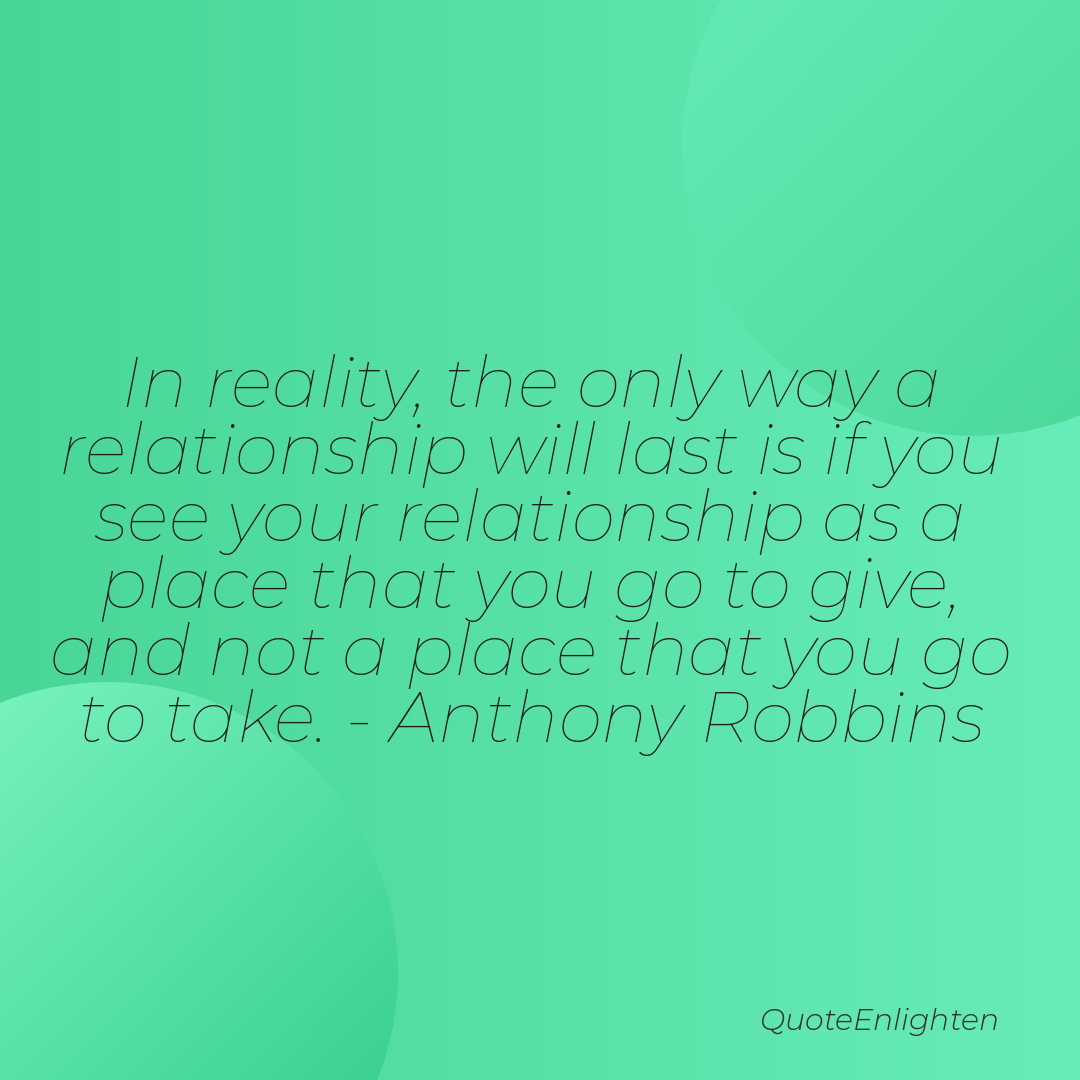 In reality, the only way a
relationship will last is if you
see your relationship as a
place that you go to give,
and not a place that you go
to take. - Anthony Robbins
QuoteEnlighten